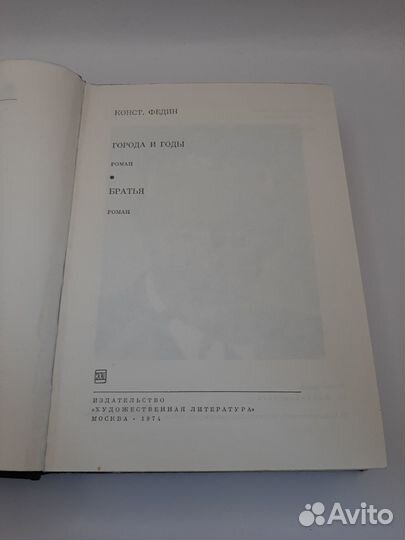 КОНСТ. ФЕДИН
ГОРОДА И ГОДЫ
РОМАН
*
БРАТЬЯ
РОМАН
ИЗДАТЕЛЬСТВО
«ХУДОЖЕСТВЕННАЯ ЛИТЕРАТУРА»
МОСКВА · 1974
Avito